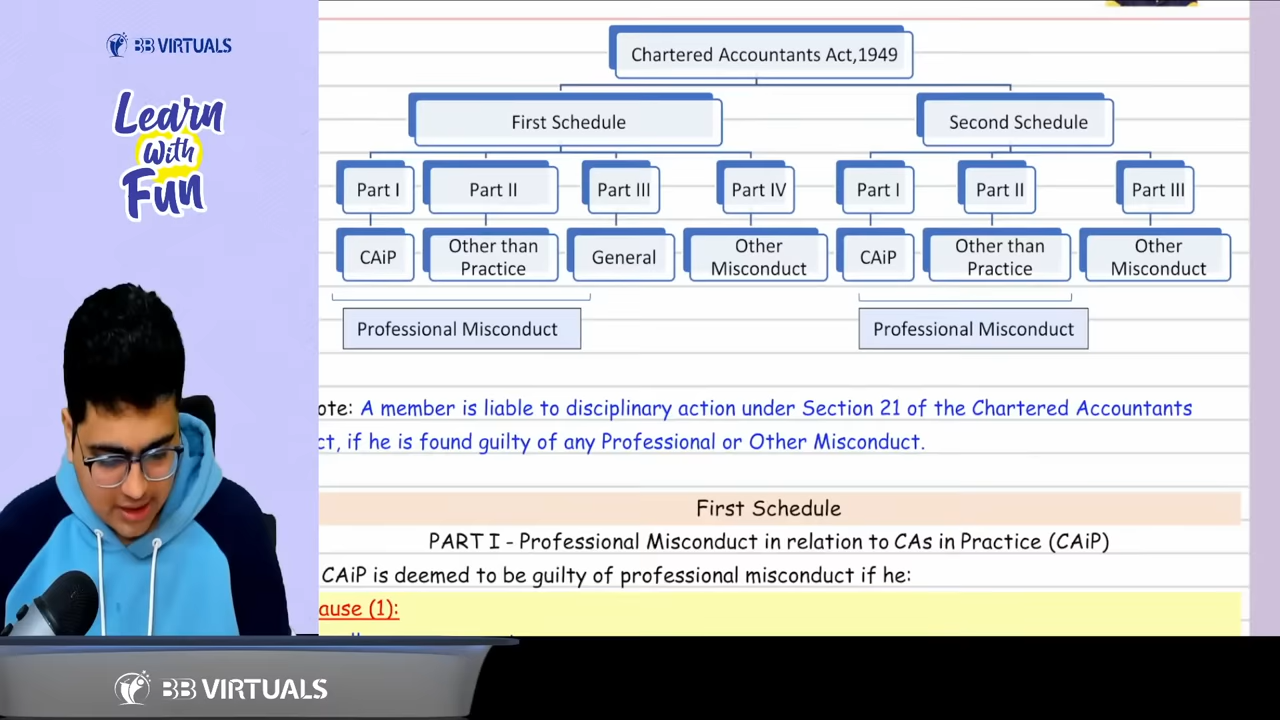 BB VIRTUALS
Learn
With
Fun
Chartered Accountants Act,1949
First Schedule
Second Schedule
Part I
Part II
Part III
Part IV
Part I
Part II
Part III
CAiP
Other than
Practice
General
Other
Misconduct
CAiP
Other than
Practice
Other
Misconduct
Professional Misconduct
Professional Misconduct
ote: A member is liable to disciplinary action under Section 21 of the Chartered Accountants
ct, if he is found guilty of any Professional or Other Misconduct.
First Schedule
PART I - Professional Misconduct in relation to CAs in Practice (CAiP)
CAiP is deemed to be guilty of professional misconduct if he:
ause (1):
BB VIRTUALS